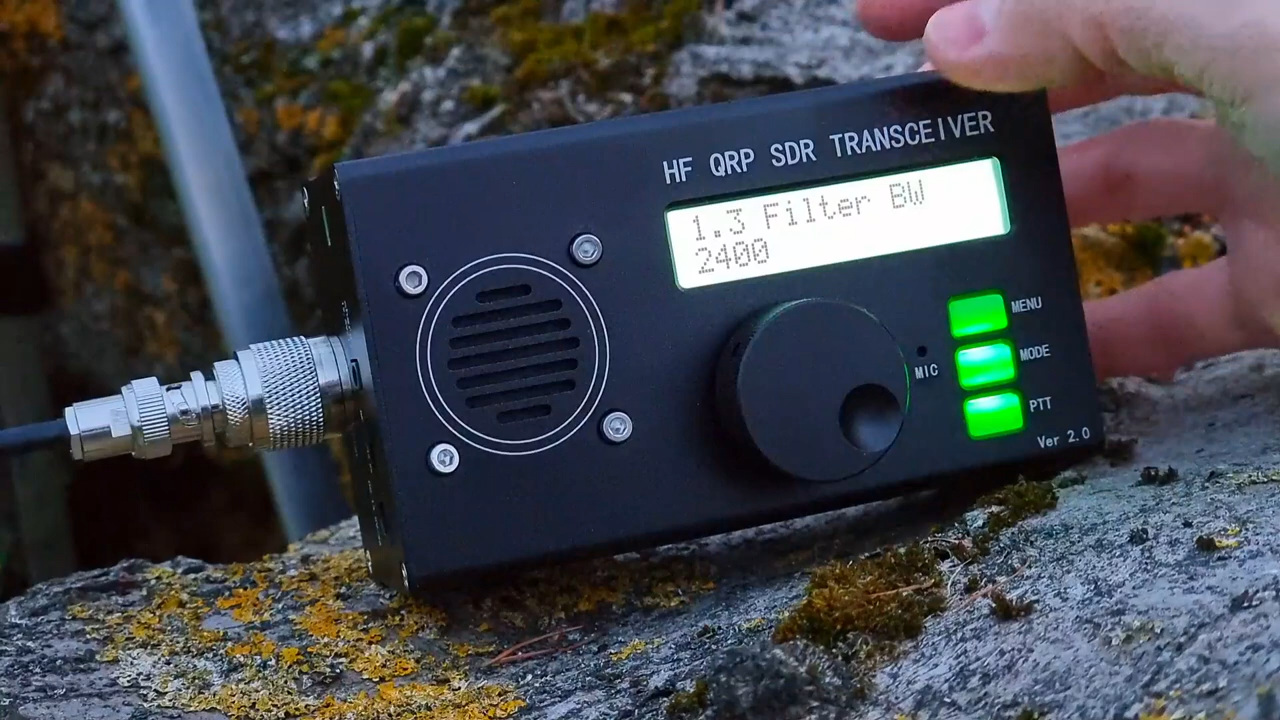 HF QRP SDR TRANSCEIVER
1.3 Filter BW
2400
MENU
MODE
MIC
PTT
Ver 2.0